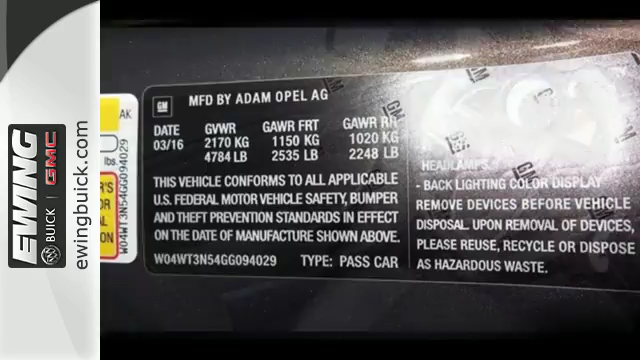 EWING
BUICK GMC
ewingbuick.com
AK
lbs.
W04WT3N54GG094029
GM
MFD BY ADAM OPEL AG
DATE GVWR GAWR FRT GAWR RR
03/16 2170 KG 1150 KG 1020 KG
4784 LB 2535 LB 2248 LB
THIS VEHICLE CONFORMS TO ALL APPLICABLE
U.S. FEDERAL MOTOR VEHICLE SAFETY, BUMPER
AND THEFT PREVENTION STANDARDS IN EFFECT
ON THE DATE OF MANUFACTURE SHOWN ABOVE.
W04WT3N54GG094029 TYPE: PASS CAR
HEADLAMPS
- BACK LIGHTING COLOR DISPLAY
REMOVE DEVICES BEFORE VEHICLE
DISPOSAL. UPON REMOVAL OF DEVICES,
PLEASE REUSE, RECYCLE OR DISPOSE
AS HAZARDOUS WASTE.